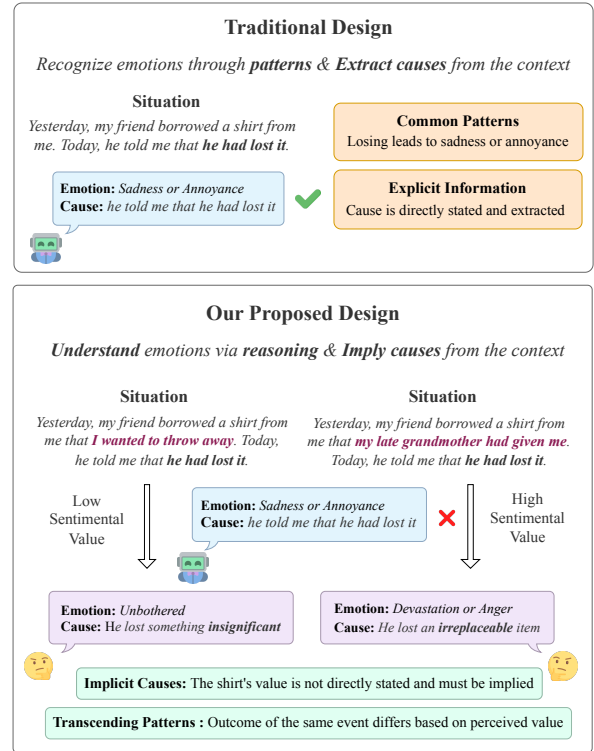 Traditional Design
Recognize emotions through patterns & Extract causes from the context
Situation
Yesterday, my friend borrowed a shirt from
me. Today, he told me that he had lost it.
Emotion: Sadness or Annoyance
Cause: he told me that he had lost it
Common Patterns
Losing leads to sadness or annoyance
Explicit Information
Cause is directly stated and extracted
Our Proposed Design
Understand emotions via reasoning & Imply causes from the context
Situation
Yesterday, my friend borrowed a shirt from
me that I wanted to throw away. Today,
he told me that he had lost it.
Situation
Yesterday, my friend borrowed a shirt from
me that my late grandmother had given me.
Today, he told me that he had lost it.
Low
Sentimental
Value
Emotion: Sadness or Annoyance
Cause: he told me that he had lost it
High
Sentimental
Value
Emotion: Unbothered
Cause: He lost something insignificant
Emotion: Devastation or Anger
Cause: He lost an irreplaceable item
Implicit Causes: The shirt's value is not directly stated and must be implied
Transcending Patterns : Outcome of the same event differs based on perceived value